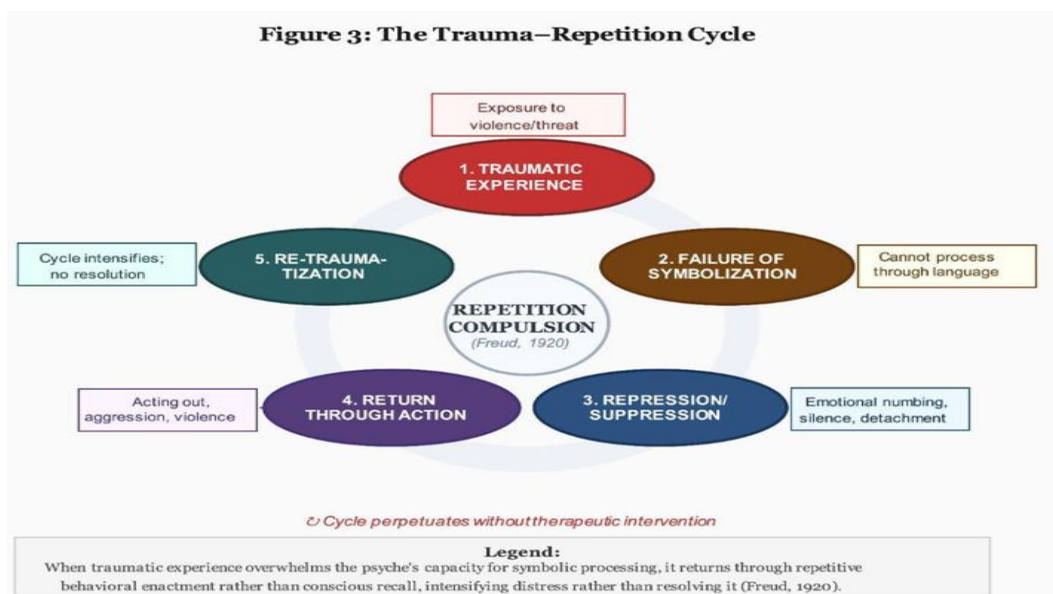 Figure 3: The Trauma–Repetition Cycle
Exposure to
violence/threat
1. TRAUMATIC
EXPERIENCE
Cycle intensifies;
no resolution
5. RE-TRAUMA-
TIZATION
2. FAILURE OF
SYMBOLIZATION
Cannot process
through language
REPETITION
COMPULSION
(Freud, 1920)
Acting out,
aggression, violence
4. RETURN
THROUGH ACTION
3. REPRESSION/
SUPPRESSION
Emotional numbing,
silence, detachment
↻ Cycle perpetuates without therapeutic intervention
Legend:
When traumatic experience overwhelms the psyche's capacity for symbolic processing, it returns through repetitive
behavioral enactment rather than conscious recall, intensifying distress rather than resolving it (Freud, 1920).